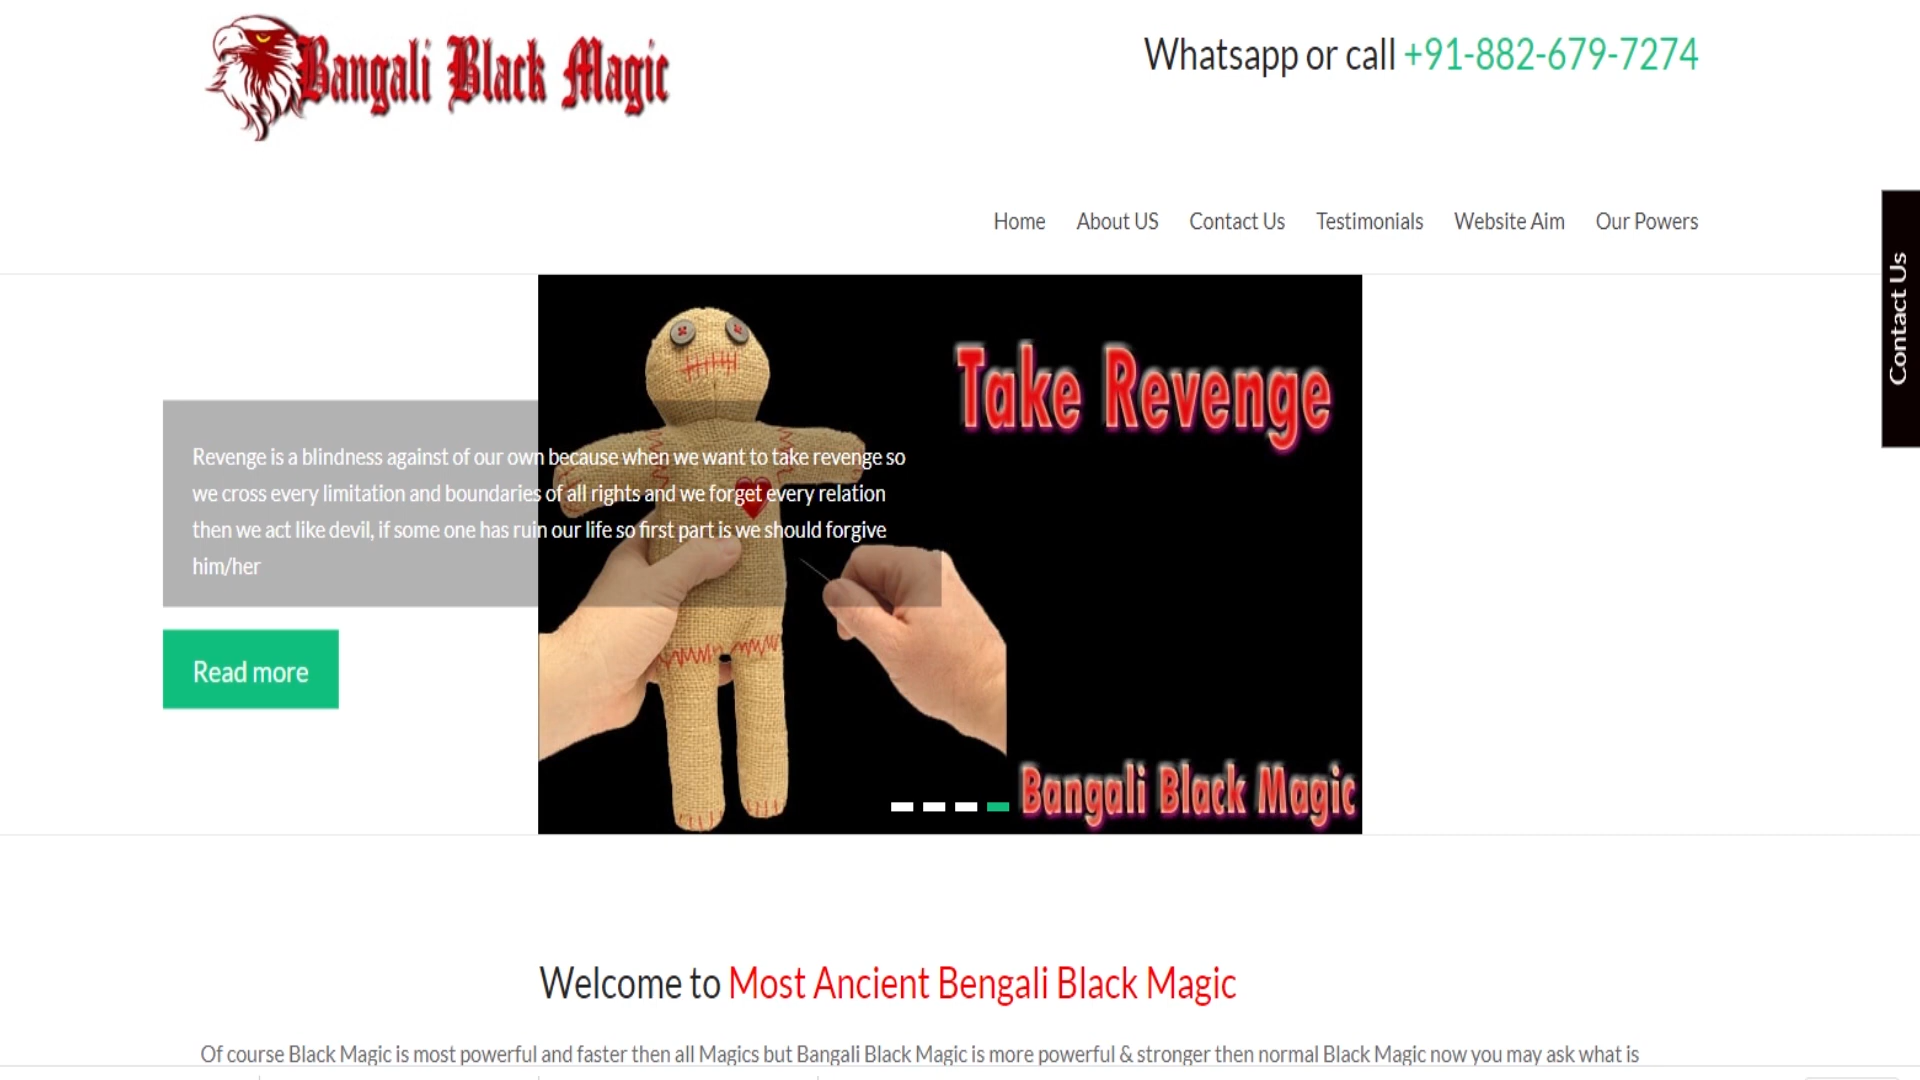 Bangali Black Magic
Whatsapp or call +91-882-679-7274
Home About US Contact Us Testimonials Website Aim Our Powers
Contact Us
Take Revenge
Revenge is a blindness against of our own because when we want to take revenge so
we cross every limitation and boundaries of all rights and we forget every relation
then we act like devil, if some one has ruin our life so first part is we should forgive
him/her
Read more
Bangali Black Magic
Welcome to Most Ancient Bengali Black Magic
Of course Black Magic is most powerful and faster then all Magics but Bangali Black Magic is more powerful & stronger then normal Black Magic now you may ask what is